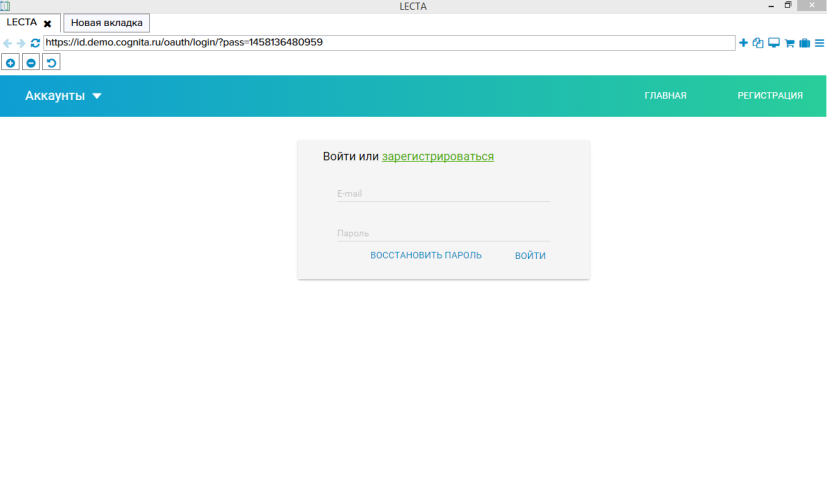 LECTA
LECTA
Новая вкладка
https://id.demo.cognita.ru/oauth/login/?pass=1458136480959
Аккаунты
ГЛАВНАЯ
РЕГИСТРАЦИЯ
Войти или зарегистрироваться
E-mail
Пароль
ВОССТАНОВИТЬ ПАРОЛЬ
ВОЙТИ